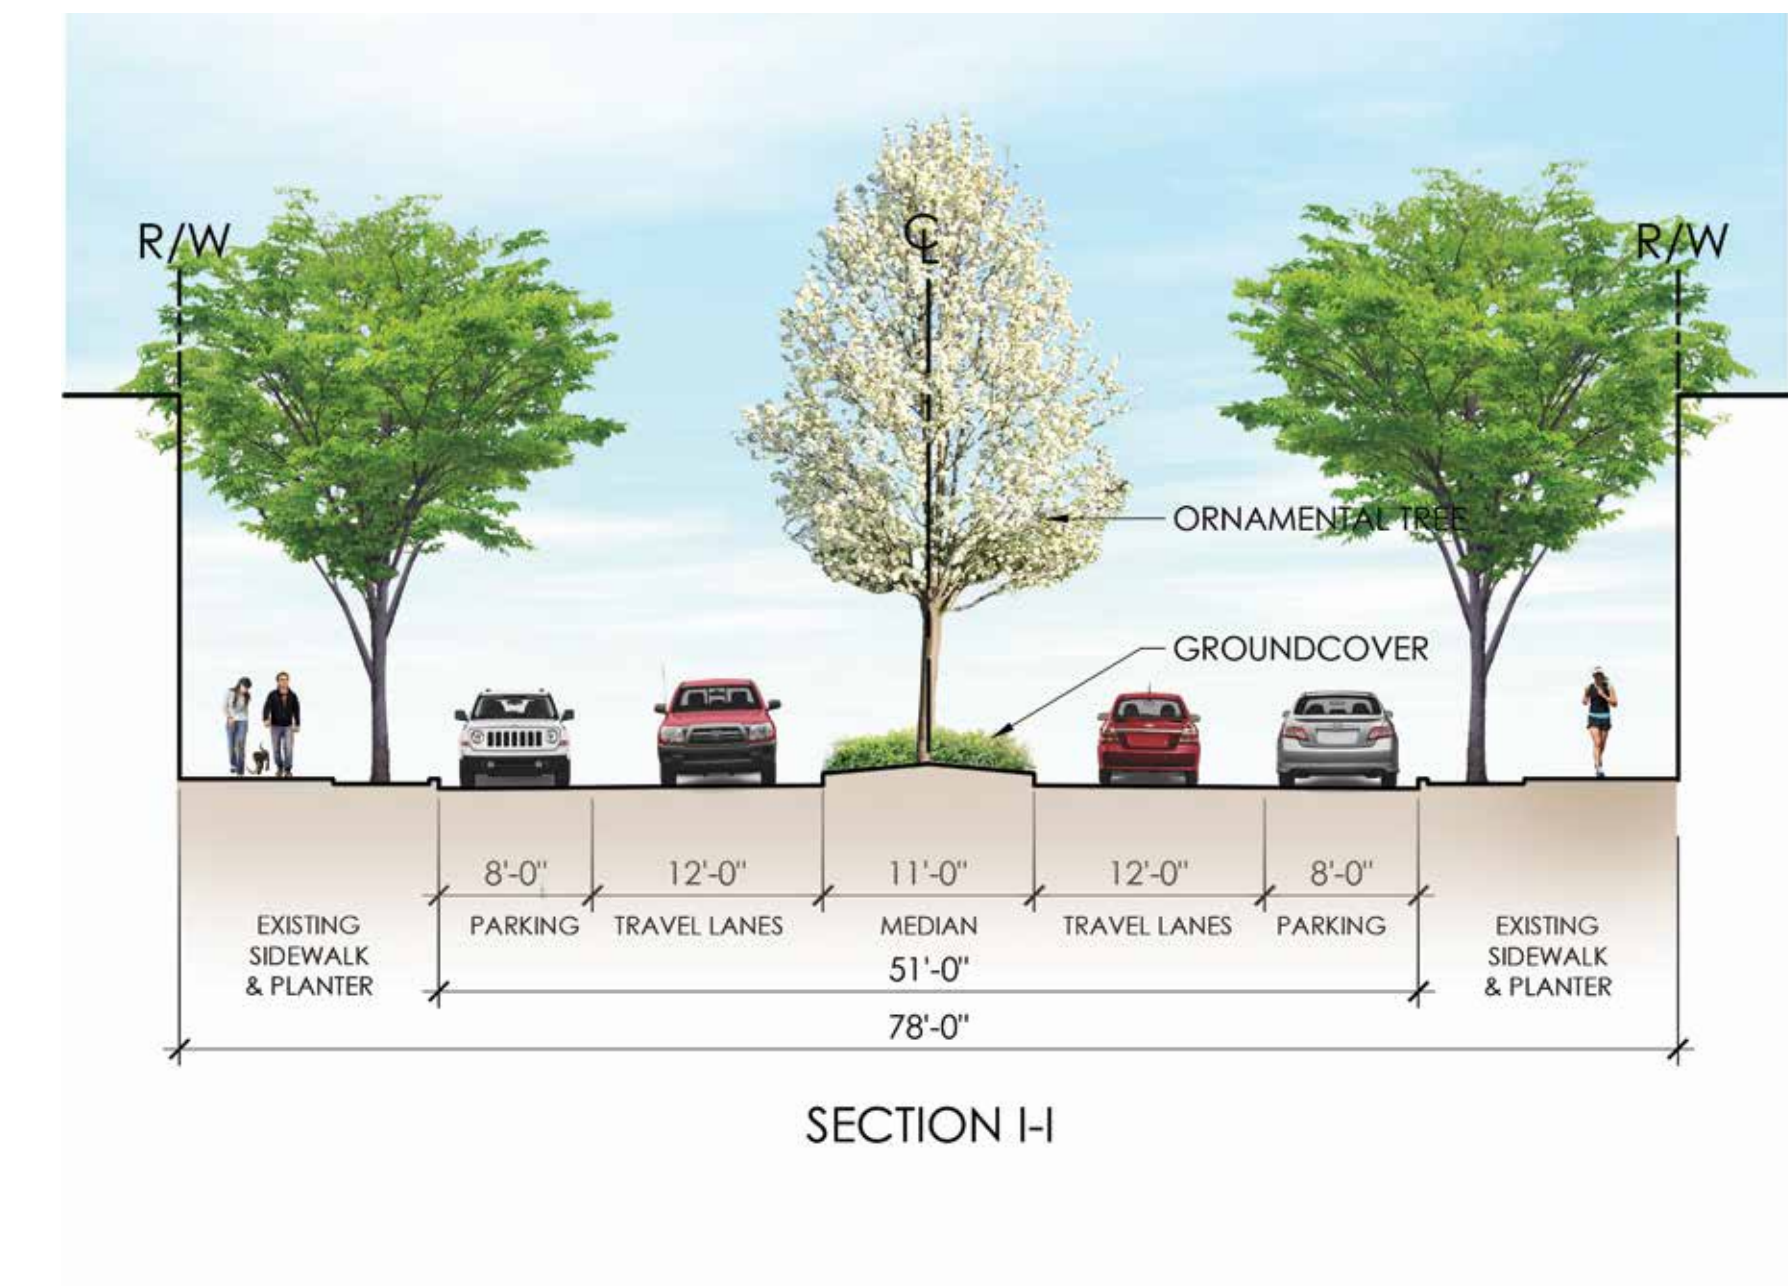 R/W
℄
R/W
ORNAMENTAL TREE
GROUNDCOVER
8'-0"
12'-0"
11'-0"
12'-0"
8'-0"
EXISTING
SIDEWALK
& PLANTER
PARKING
TRAVEL LANES
MEDIAN
TRAVEL LANES
PARKING
EXISTING
SIDEWALK
& PLANTER
51'-0"
78'-0"
SECTION I-I